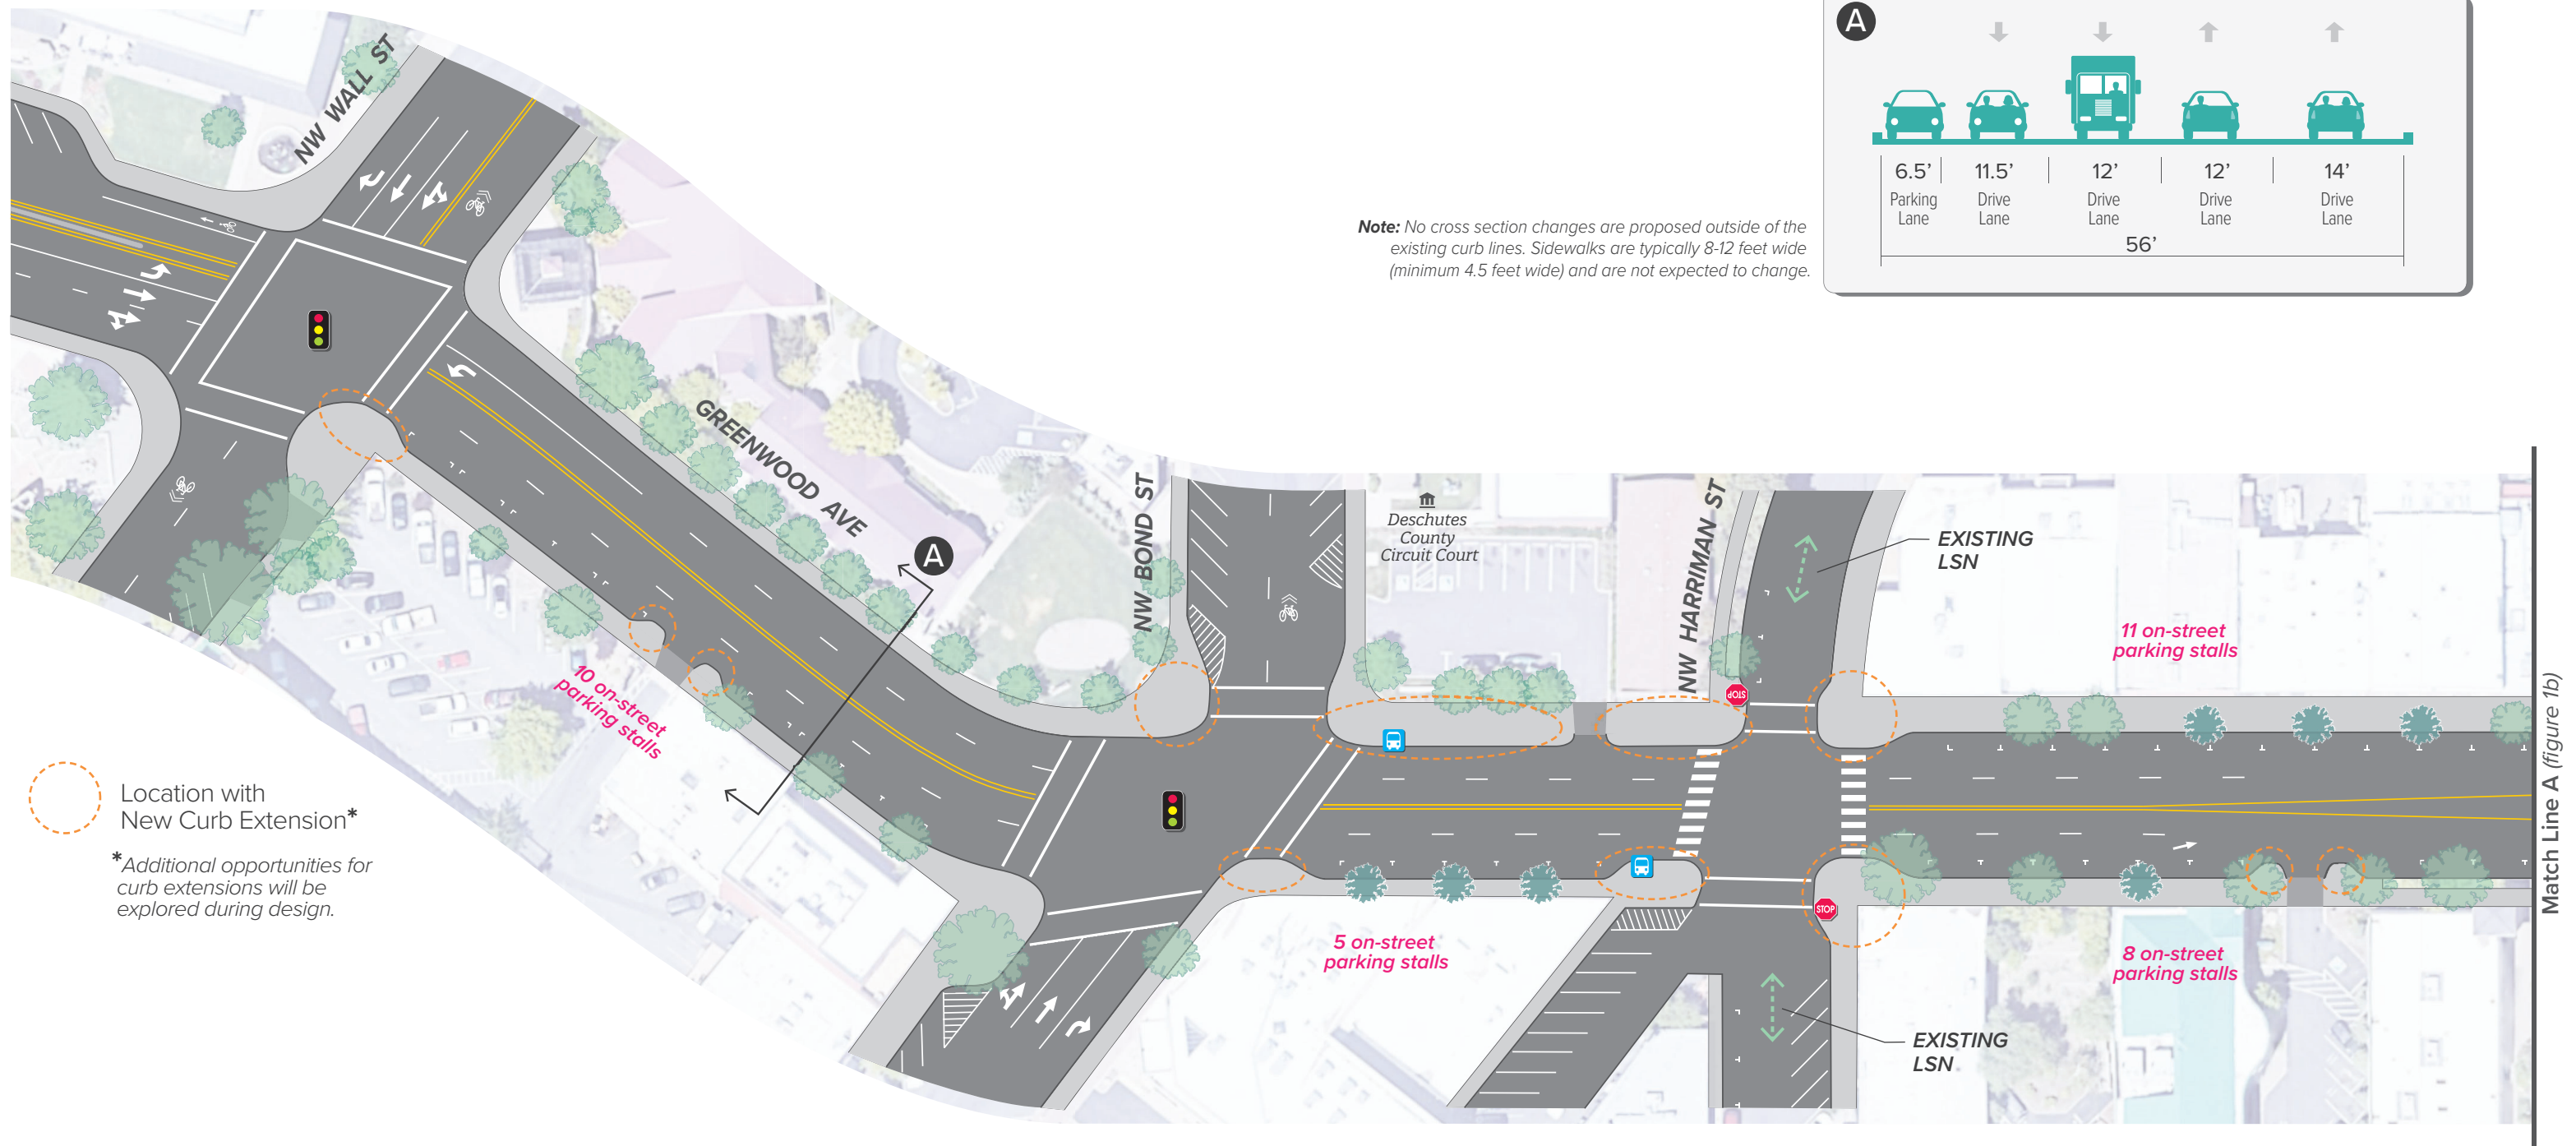 A
6.5’
11.5’
12’
12’
14’
Parking
Lane
Drive
Lane
Drive
Lane
Drive
Lane
Drive
Lane
56’
Note: No cross section changes are proposed outside of the
existing curb lines. Sidewalks are typically 8-12 feet wide
(minimum 4.5 feet wide) and are not expected to change.
NW WALL ST
GREENWOOD AVE
A
NW BOND ST
Deschutes
County
Circuit Court
NW HARRIMAN ST
STOP
EXISTING
LSN
11 on-street
parking stalls
10 on-street
parking stalls
Match Line A (figure 1b)
Location with
New Curb Extension*
*Additional opportunities for
curb extensions will be
explored during design.
STOP
5 on-street
parking stalls
8 on-street
parking stalls
EXISTING
LSN